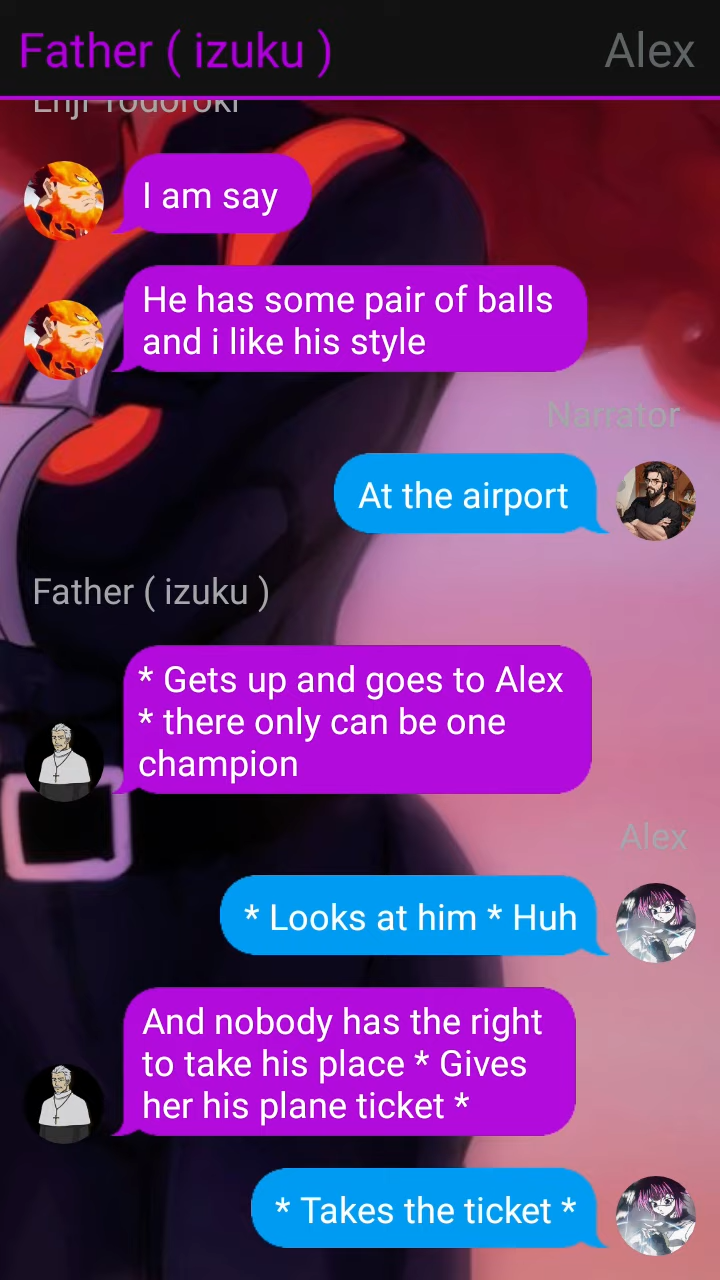 Father ( izuku )
Alex
Enji Todoroki
I am say
He has some pair of balls
and i like his style
Narrator
At the airport
Father ( izuku )
* Gets up and goes to Alex
* there only can be one
champion
Alex
* Looks at him * Huh
And nobody has the right
to take his place * Gives
her his plane ticket *
* Takes the ticket *